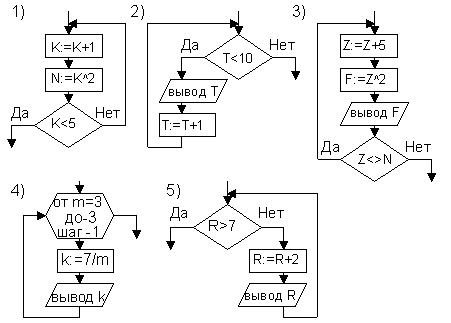 1)
K:=K+1
N:=K^2
Да Нет
K<5
2)
Да Нет
T<10
вывод T
T:=T+1
3)
Z:=Z+5
F:=Z^2
вывод F
Да Нет
Z<>N
4)
от m=3
до-3
шаг -1
k:=7/m
вывод k
5)
Да Нет
R>7
R:=R+2
вывод R